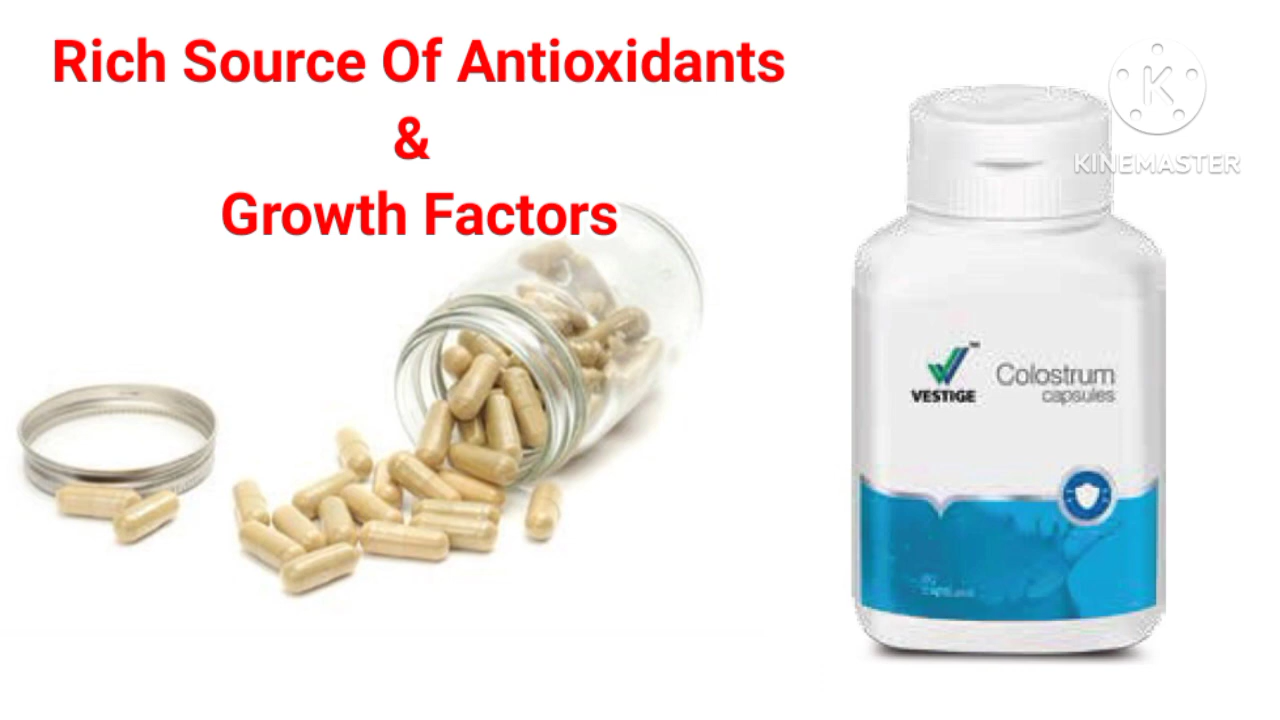 Rich Source Of Antioxidants
&
Growth Factors
K
KINEMASTER
VESTIGE
Colostrum
capsules